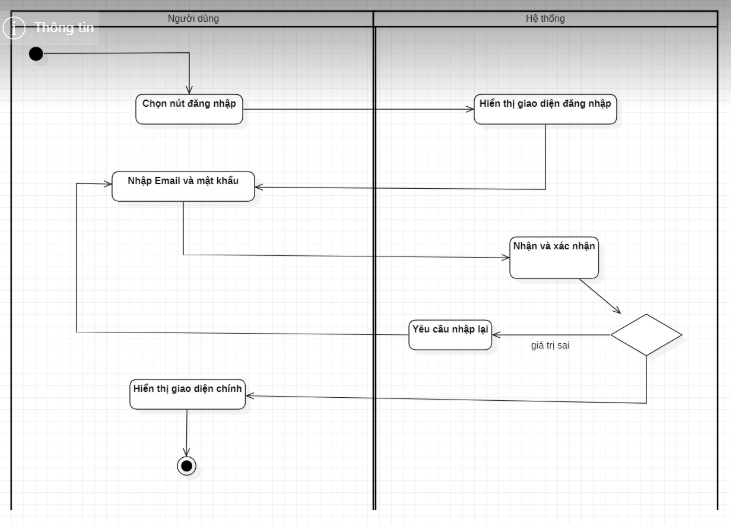 Người dùng
Hệ thống
Thông tin
Chọn nút đăng nhập
Hiển thị giao diện đăng nhập
Nhập Email và mật khẩu
Nhận và xác nhận
Yêu cầu nhập lại
giá trị sai
Hiển thị giao diện chính